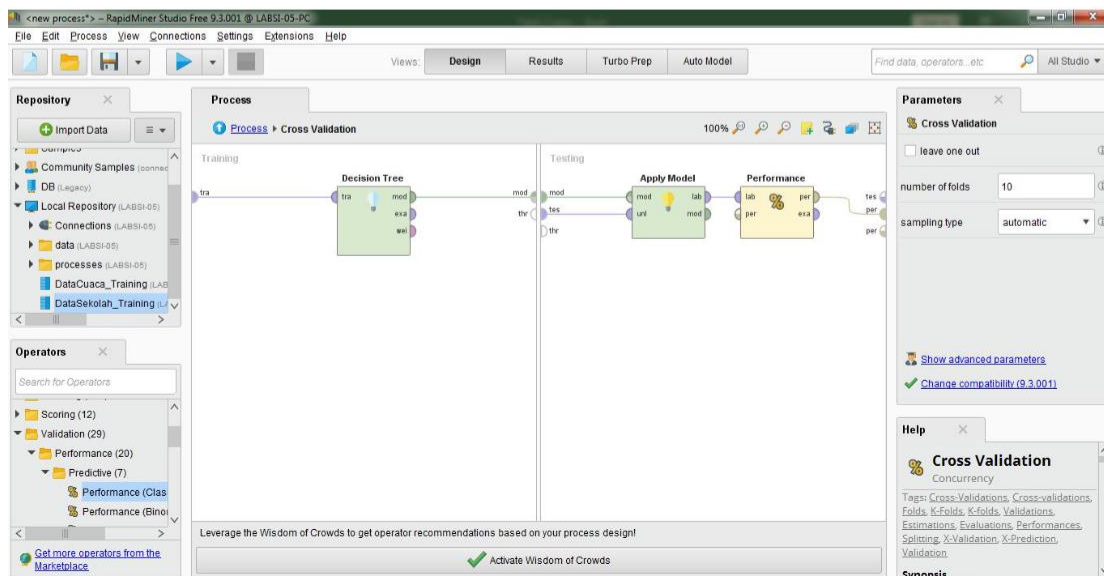 <new process*> – RapidMiner Studio Free 9.3.001 @ LABSI-05-PC
File Edit Process View Connections Settings Extensions Help
Views: Design Results Turbo Prep Auto Model
Find data, operators...etc
All Studio
Repository
Import Data
Community Samples (connec
DB (Legacy)
Local Repository (LABSI-05)
Connections (LABSI-05)
data (LABSI-05)
processes (LABSI-05)
DataCuaca_Training (LAB
DataSekolah_Training (LA
Operators
Search for Operators
Scoring (12)
Validation (29)
Performance (20)
Predictive (7)
Performance (Clas
Performance (Binor
Get more operators from the
Marketplace
Process
Process Cross Validation
100%
Training
tra
Decision Tree
tra mod
exa
wei
mod
thr
Testing
mod
tes
thr
Apply Model
mod lab
unl mod
Performance
lab per
per exa
tes
per
per
Leverage the Wisdom of Crowds to get operator recommendations based on your process design!
Activate Wisdom of Crowds
Parameters
Cross Validation
leave one out
number of folds 10
sampling type automatic
Show advanced parameters
Change compatibility (9.3.001)
Help
Cross Validation
Concurrency
Tags: Cross-Validations, Cross-validations,
Folds, K-Folds, K-folds, Validations,
Estimations, Evaluations, Performances,
Splitting, X-Validation, X-Prediction,
Validation
Synopsis